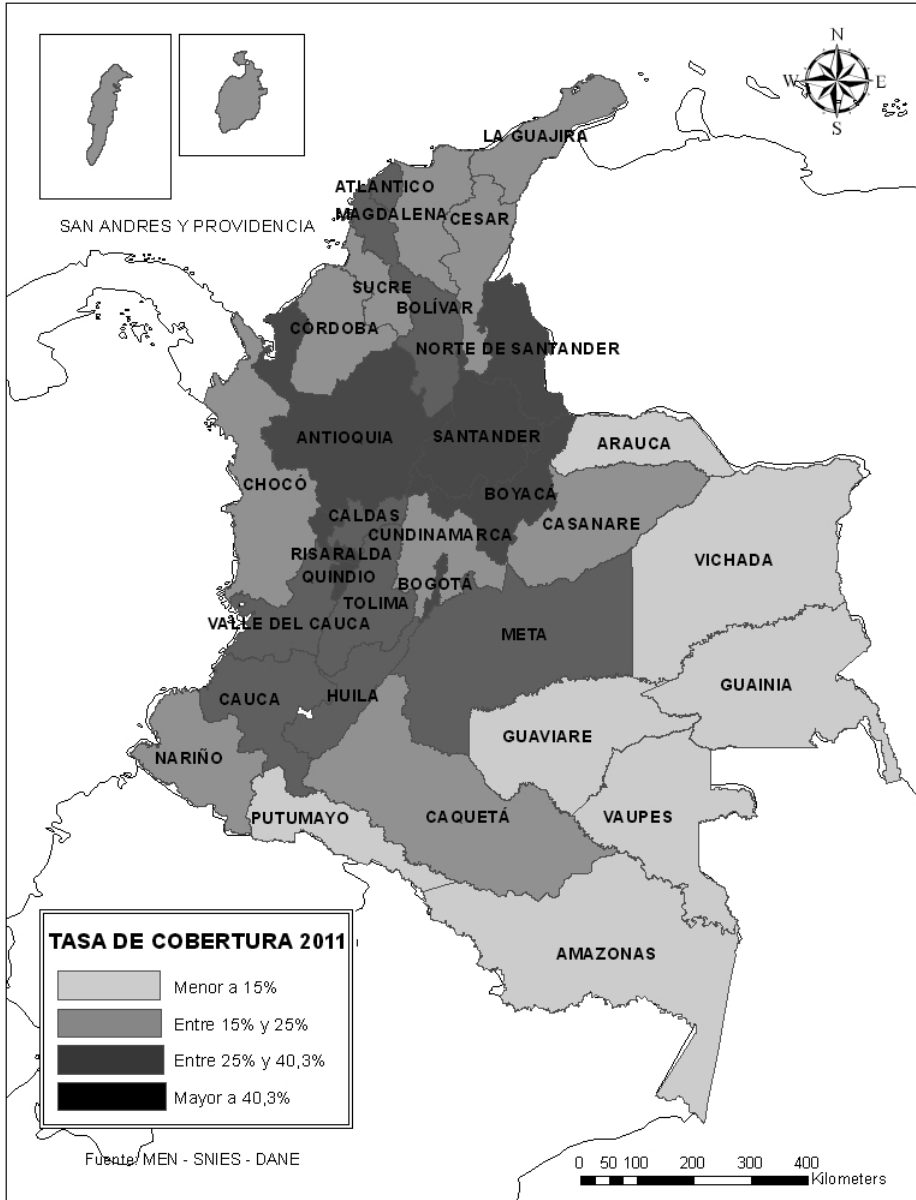 N
W E
S
SAN ANDRES Y PROVIDENCIA
LA GUAJIRA
ATLANTICO
MAGDALENA
CESAR
SUCRE
BOLÍVAR
CÓRDOBA
NORTE DE SANTANDER
ANTIOQUIA
SANTANDER
ARAUCA
CHOCÓ
BOYACÁ
CALDAS
CASANARE
CUNDINAMARCA
RISARALDA
VICHADA
QUINDIO
BOGOTÁ
TOLIMA
VALLE DEL CAUCA
META
GUAINIA
CAUCA
HUILA
GUAVIARE
NARIÑO
PUTUMAYO
CAQUETÁ
VAUPES
AMAZONAS
TASA DE COBERTURA 2011
Menor a 15%
Entre 15% y 25%
Entre 25% y 40,3%
Mayor a 40,3%
Fuente: MEN - SNIES - DANE
0 50 100 200 300 400
Kilometers